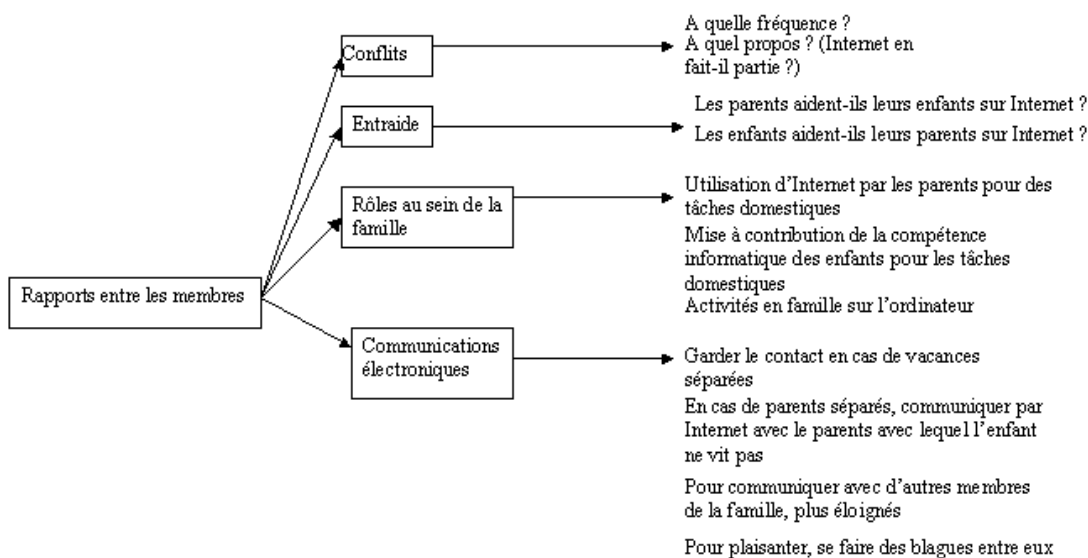 Conflits
A quelle fréquence ?
A quel propos ? (Internet en
fait-il partie ?)
Entraide
Les parents aident-ils leurs enfants sur Internet ?
Les enfants aident-ils leurs parents sur Internet ?
Rôles au sein de la
famille
Utilisation d'Internet par les parents pour des
tâches domestiques
Mise à contribution de la compétence
informatique des enfants pour les tâches
domestiques
Activités en famille sur l'ordinateur
Rapports entre les membres
Communications
électroniques
Garder le contact en cas de vacances
séparées
En cas de parents séparés, communiquer par
Internet avec le parents avec lequel l'enfant
ne vit pas
Pour communiquer avec d'autres membres
de la famille, plus éloignés
Pour plaisanter, se faire des blagues entre eux